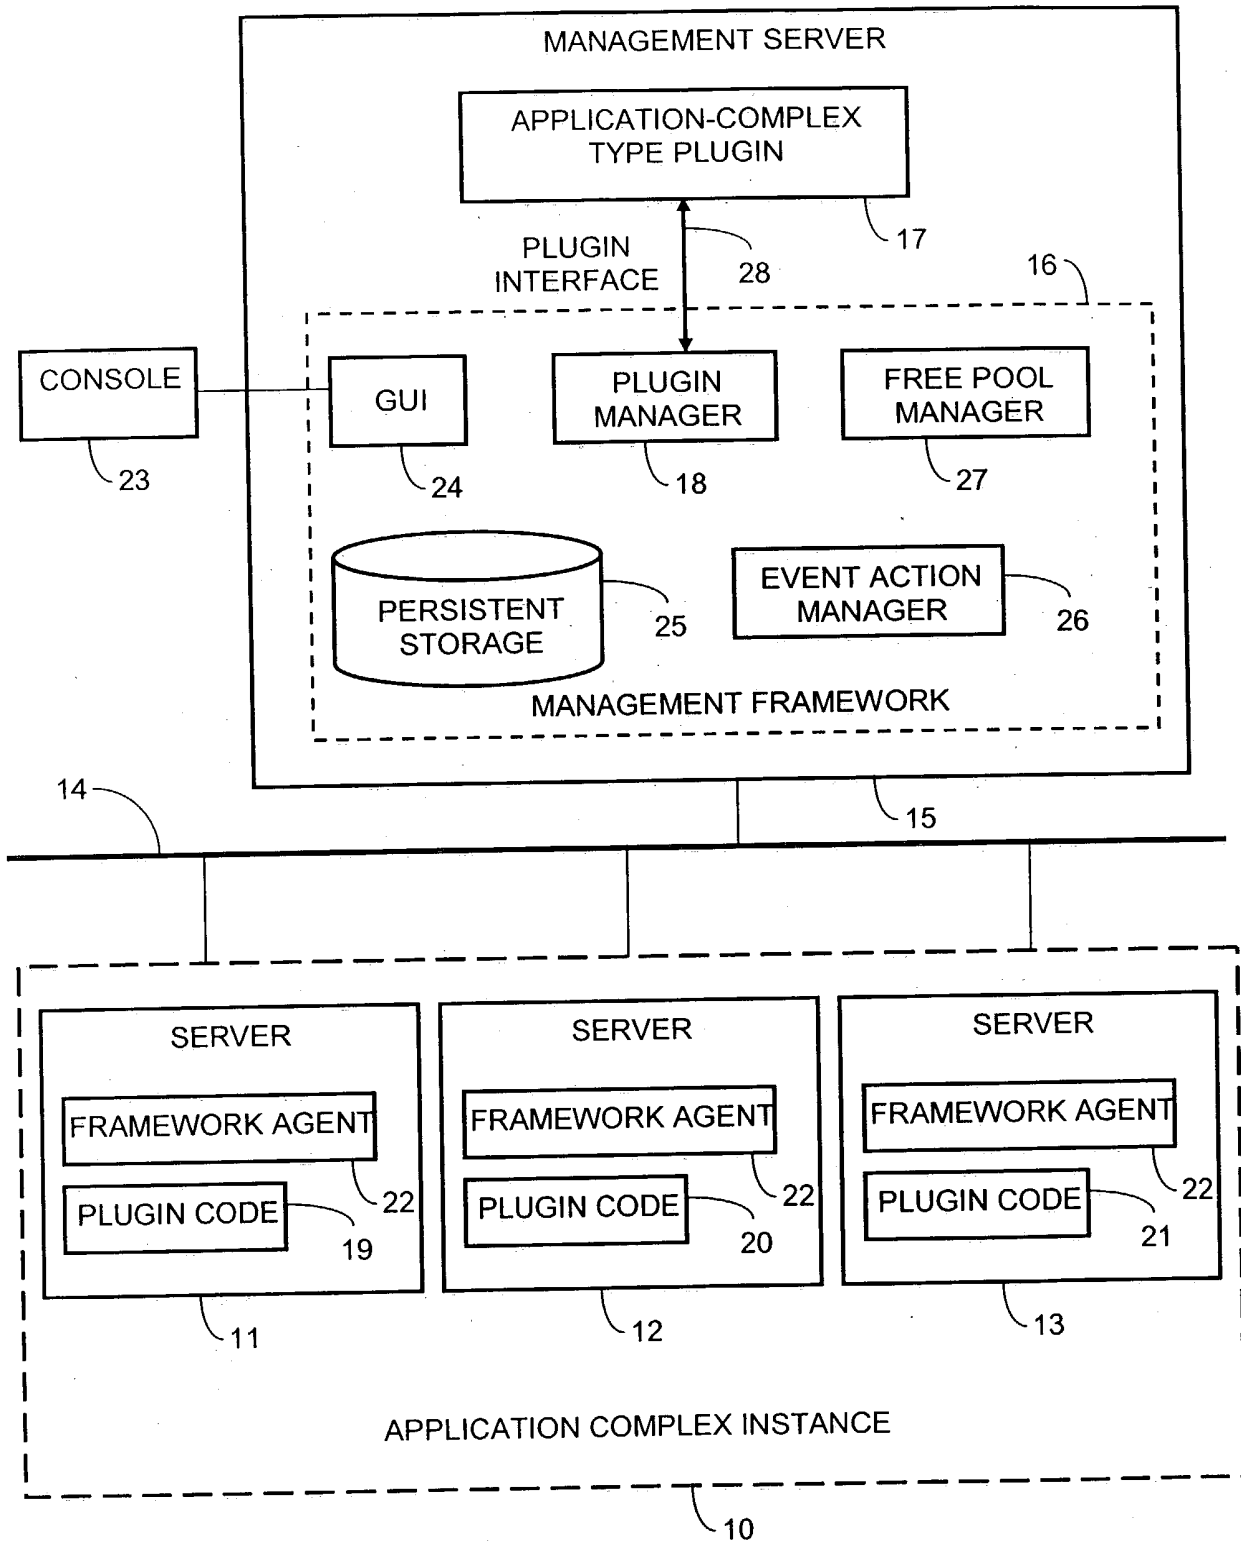 MANAGEMENT SERVER
APPLICATION-COMPLEX
TYPE PLUGIN
17
PLUGIN
INTERFACE
28
16
CONSOLE
23
GUI
24
PLUGIN
MANAGER
18
FREE POOL
MANAGER
27
PERSISTENT
STORAGE
25
EVENT ACTION
MANAGER
26
MANAGEMENT FRAMEWORK
14
15
SERVER
FRAMEWORK AGENT
22
PLUGIN CODE
19
11
SERVER
FRAMEWORK AGENT
22
PLUGIN CODE
20
12
SERVER
FRAMEWORK AGENT
22
PLUGIN CODE
21
13
APPLICATION COMPLEX INSTANCE
10